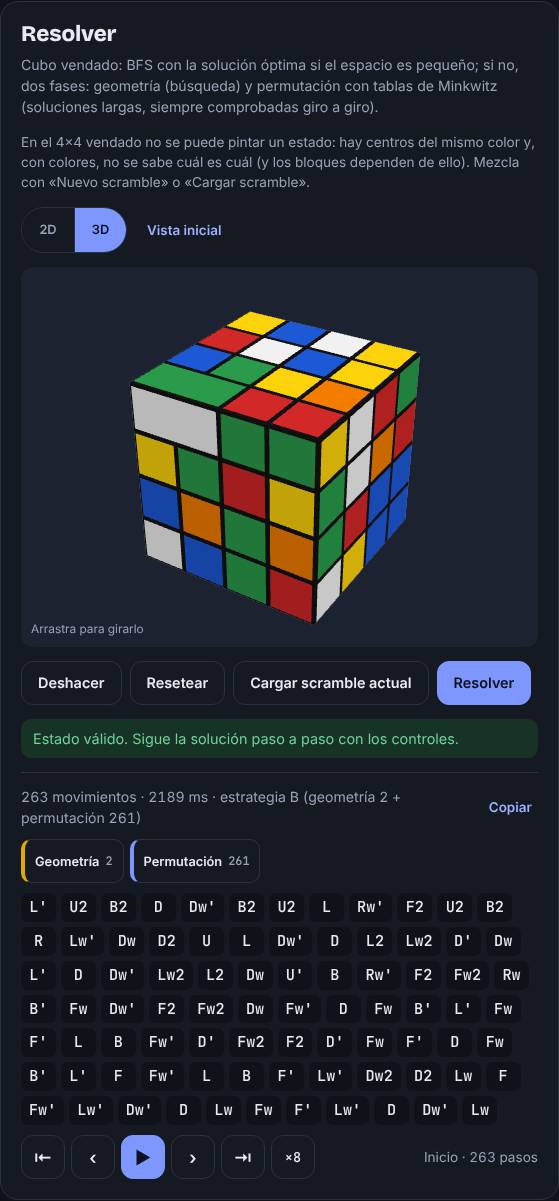 Resolver
Cubo vendado: BFS con la solución óptima si el espacio es pequeño; si no,
dos fases: geometría (búsqueda) y permutación con tablas de Minkwitz
(soluciones largas, siempre comprobadas giro a giro).
En el 4×4 vendado no se puede pintar un estado: hay centros del mismo color y,
con colores, no se sabe cuál es cuál (y los bloques dependen de ello). Mezcla
con «Nuevo scramble» o «Cargar scramble».
2D 3D Vista inicial
Arrastra para girarlo
Deshacer Resetear Cargar scramble actual Resolver
Estado válido. Sigue la solución paso a paso con los controles.
263 movimientos · 2189 ms · estrategia B (geometría 2 +
permutación 261)
Copiar
Geometría 2 Permutación 261
L' U2 B2 D Dw' B2 U2 L Rw' F2 U2 B2
R Lw' Dw D2 U L Dw' D L2 Lw2 D' Dw
L' D Dw' Lw2 L2 Dw U' B Rw' F2 Fw2 Rw
B' Fw Dw' F2 Fw2 Dw Fw' D Fw B' L' Fw
F' L B Fw' D' Fw2 F2 D' Fw F' D Fw
B' L' F Fw' L B F' Lw' Dw2 D2 Lw F
Fw' Lw' Dw' D Lw Fw F' Lw' D Dw' Lw
×8 Inicio · 263 pasos